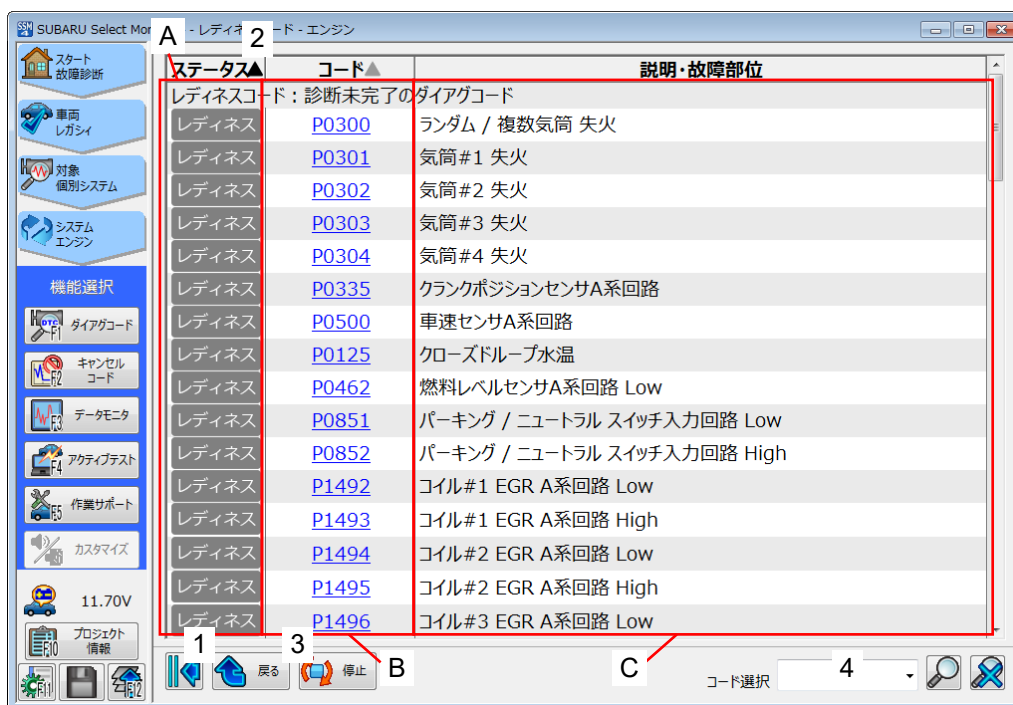 SUBARU Select Mor - レディネスコード - エンジン
A
2
スタート
故障診断
車両
レガシィ
対象
個別システム
システム
エンジン
機能選択
DTC F1 ダイアグコード
F2 キャンセル
コード
F3 データモニタ
F4 アクティブテスト
F5 作業サポート
カスタマイズ
11.70V
F10 プロジェクト
情報
F11
F12
ステータス▲ コード▲ 説明・故障部位
レディネスコード：診断未完了のダイアグコード
レディネス P0300 ランダム / 複数気筒 失火
レディネス P0301 気筒#1 失火
レディネス P0302 気筒#2 失火
レディネス P0303 気筒#3 失火
レディネス P0304 気筒#4 失火
レディネス P0335 クランクポジションセンサA系回路
レディネス P0500 車速センサA系回路
レディネス P0125 クローズドループ水温
レディネス P0462 燃料レベルセンサA系回路 Low
レディネス P0851 パーキング / ニュートラル スイッチ入力回路 Low
レディネス P0852 パーキング / ニュートラル スイッチ入力回路 High
レディネス P1492 コイル#1 EGR A系回路 Low
レディネス P1493 コイル#1 EGR A系回路 High
レディネス P1494 コイル#2 EGR A系回路 Low
レディネス P1495 コイル#2 EGR A系回路 High
レディネス P1496 コイル#3 EGR A系回路 Low
1
戻る
3
停止
B
C
コード選択
4